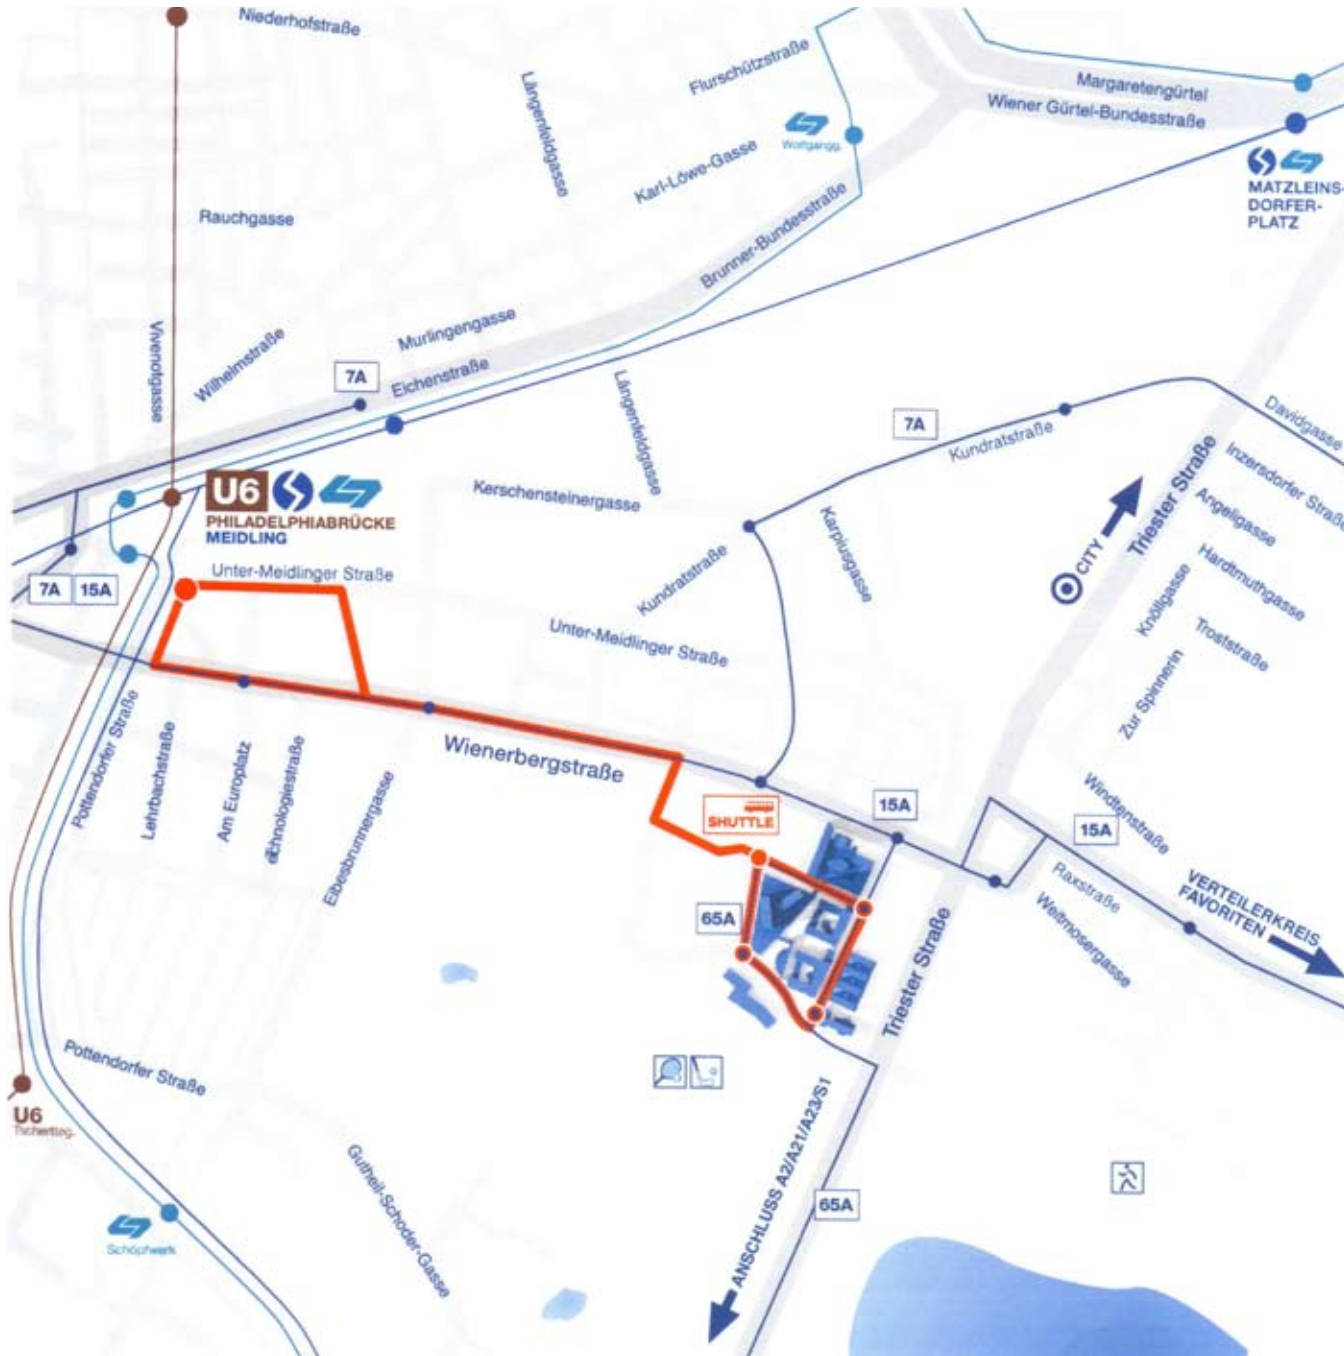 Niederhofstraße
Flurschützstraße
Längenfeldgasse
Margaretengürtel
Wiener Gürtel-Bundesstraße
Wolfgangg.
Karl-Löwe-Gasse
MATZLEINS-
DORFER-
PLATZ
Rauchgasse
Brunner-Bundesstraße
Vivenotgasse
Wilhelmstraße
Murlingengasse
7A
Eichenstraße
Längenfeldgasse
7A
Kundratstraße
Davidgasse
Inzersdorfer Straße
Triester Straße
Angeligasse
Hardtmuthgasse
U6
PHILADELPHIABRÜCKE
MEIDLING
Kerschensteinergasse
Karpiusgasse
CITY
Knöllgasse
Troststraße
7A
15A
Unter-Meidlinger Straße
Kundratstraße
Unter-Meidlinger Straße
Zur Spinnerin
Pottendorfer Straße
Lehrbachstraße
Am Europlatz
Eibesbrunnergasse
Wienerbergstraße
SHUTTLE
15A
Windtenstraße
15A
Raxstraße
Weitmosergasse
VERTEILERKREIS
FAVORITEN
65A
Triester Straße
Pottendorfer Straße
U6
Tschertteg.
Gutheil-Schoder-Gasse
ANSCHLUSS A2/A21/A23/S1
65A
Schöpfwerk